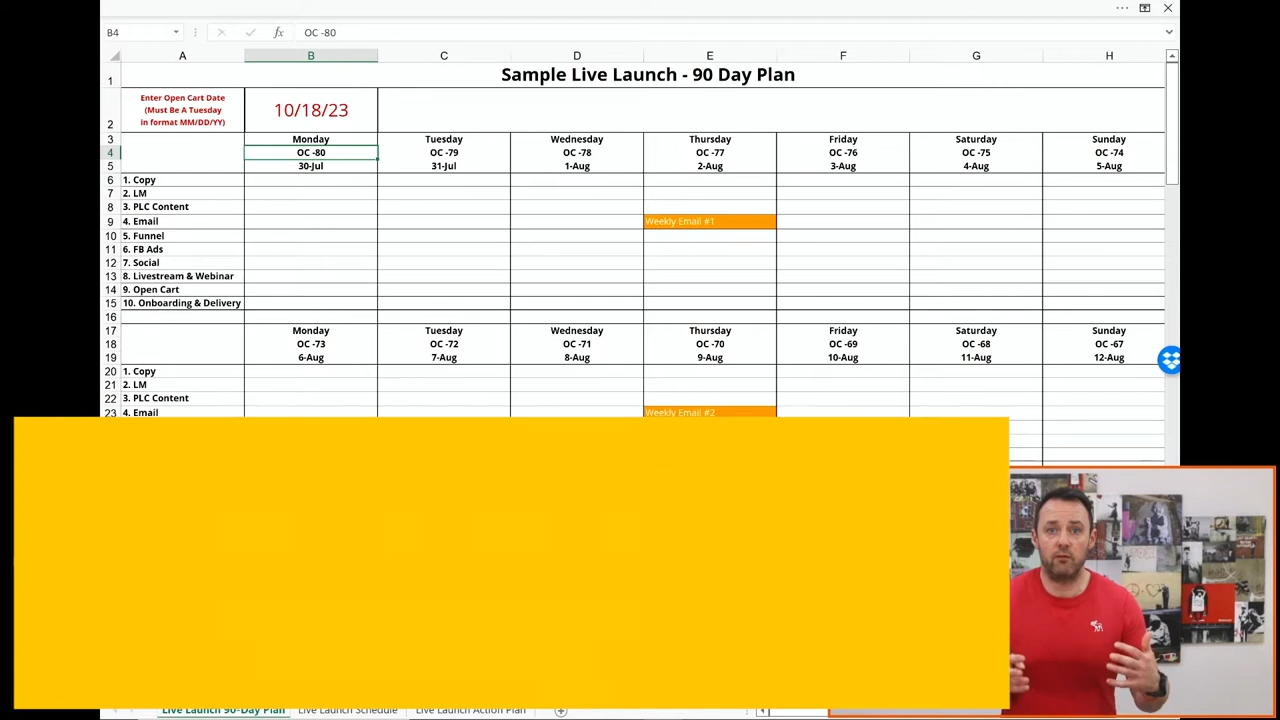 B4 fx OC -80
A B C D E F G H
1 Sample Live Launch - 90 Day Plan
Enter Open Cart Date
(Must Be A Tuesday
in format MM/DD/YY)
2 10/18/23
3 Monday Tuesday Wednesday Thursday Friday Saturday Sunday
4 OC -80 OC -79 OC -78 OC -77 OC -76 OC -75 OC -74
5 30-Jul 31-Jul 1-Aug 2-Aug 3-Aug 4-Aug 5-Aug
6 1. Copy
7 2. LM
8 3. PLC Content
9 4. Email Weekly Email #1
10 5. Funnel
11 6. FB Ads
12 7. Social
13 8. Livestream & Webinar
14 9. Open Cart
15 10. Onboarding & Delivery
16
17 Monday Tuesday Wednesday Thursday Friday Saturday Sunday
18 OC -73 OC -72 OC -71 OC -70 OC -69 OC -68 OC -67
19 6-Aug 7-Aug 8-Aug 9-Aug 10-Aug 11-Aug 12-Aug
20 1. Copy
21 2. LM
22 3. PLC Content
23 4. Email Weekly Email #2
Live Launch 90-Day Plan Live Launch Schedule Live Launch Action Plan